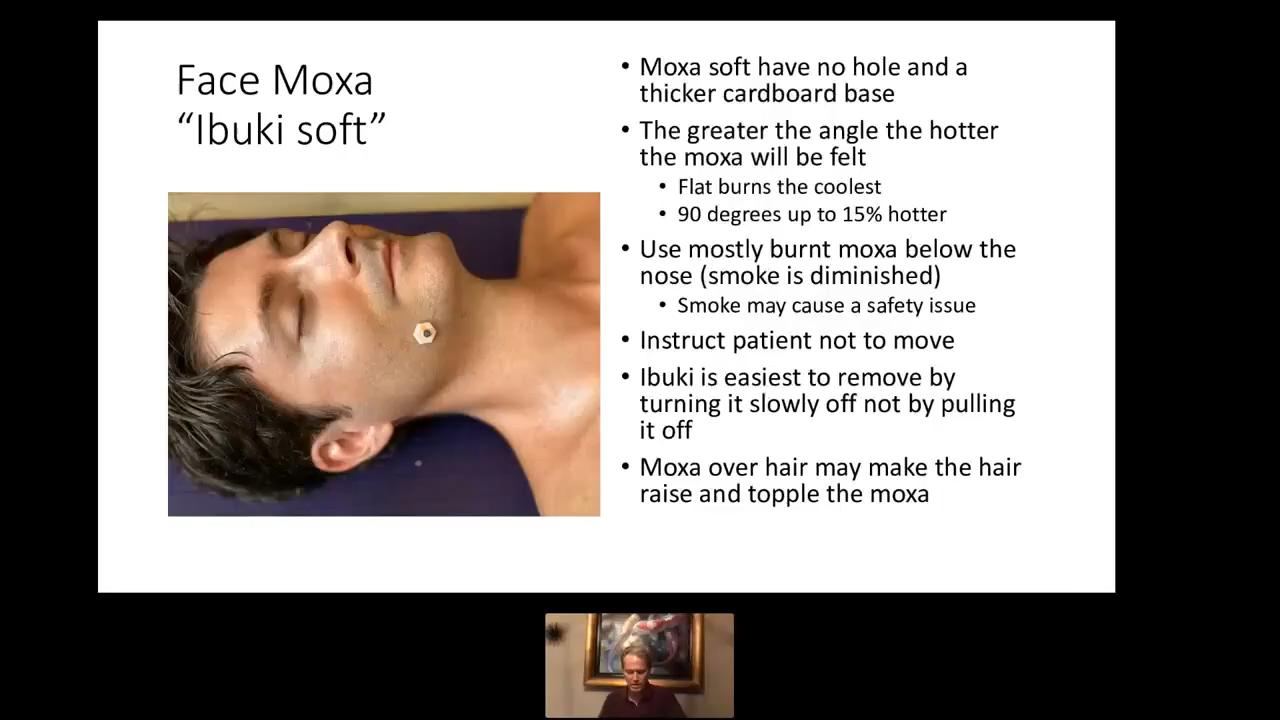 Face Moxa
“Ibuki soft”
• Moxa soft have no hole and a
thicker cardboard base
• The greater the angle the hotter
the moxa will be felt
• Flat burns the coolest
• 90 degrees up to 15% hotter
• Use mostly burnt moxa below the
nose (smoke is diminished)
• Smoke may cause a safety issue
• Instruct patient not to move
• Ibuki is easiest to remove by
turning it slowly off not by pulling
it off
• Moxa over hair may make the hair
raise and topple the moxa